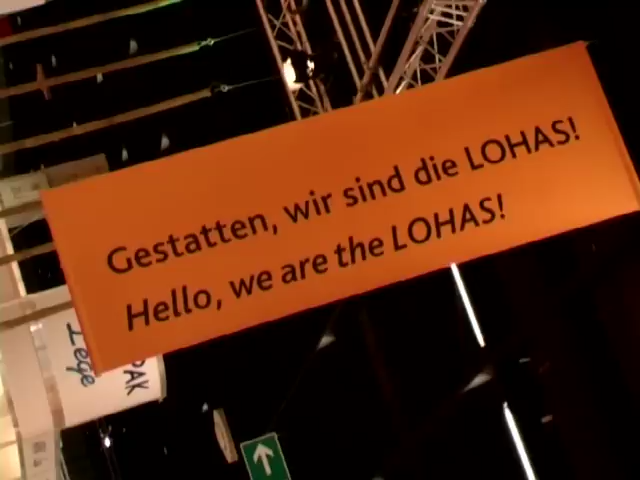 Gestatten, wir sind die LOHAS!
Hello, we are the LOHAS!